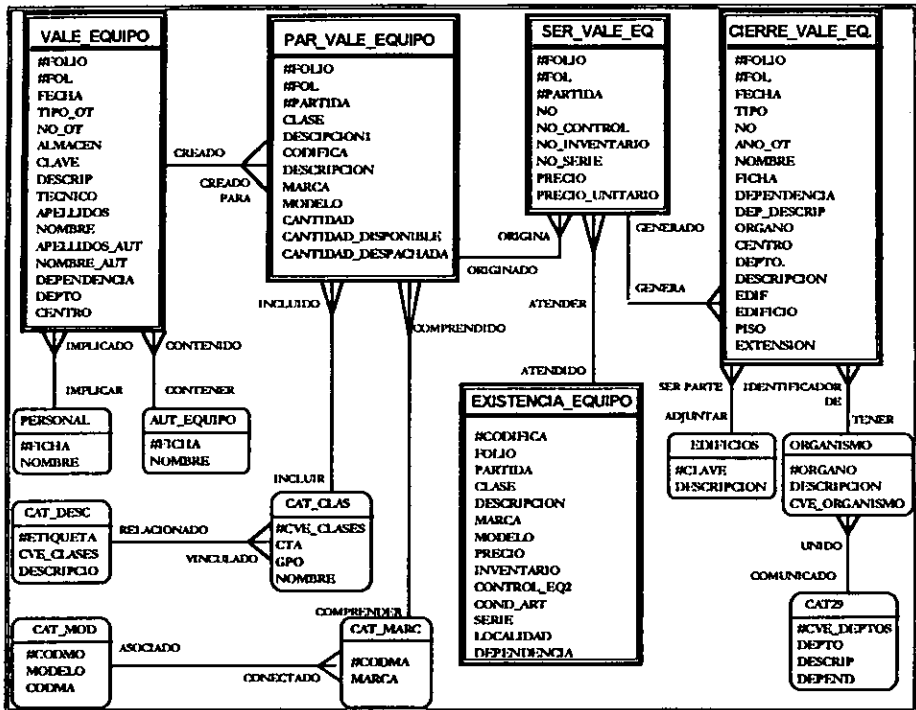 VALE_EQUIPO
#FOLIO
#FOL
FECHA
TIPO_OT
NO_OT
ALMACEN
CLAVE
DESCRIP
TECNICO
APELLIDOS
NOMBRE
APELLIDOS_AUT
NOMBRE_AUT
DEPENDENCIA
DEPTO
CENTRO
CREADO
CREADO
PARA
PAR_VALE_EQUIPO
#FOLIO
#FOL
#PARTIDA
CLASE
DESCIPCION1
CODIFICA
DESCRIPCION
MARCA
MODELO
CANTIDAD
CANTIDAD_DISPONIBLE
CANTIDAD_DESPACHADA
ORIGINA
ORIGINADO
SER_VALE_EQ
#FOLIO
#FOL
#PARTIDA
NO
NO_CONTROL
NO_INVENTARIO
NO_SERIE
PRECIO
PRECIO_UNITARIO
GENERADO
GENERA
CIERRE_VALE_EQ.
#FOLIO
#FOL
FECHA
TIPO
NO
ANO_OT
NOMBRE
FICHA
DEPENDENCIA
DEP_DESCRIP
ORGANO
CENTRO
DEPTO.
DESCRIPCION
EDIF
EDIFICIO
PISO
EXTENSION
IMPLICADO
IMPLICAR
CONTENIDO
CONTENER
INCLUIDO
INCLUIR
COMPRENDIDO
COMPRENDER
ATENDER
ATENDIDO
SER PARTE
ADJUNTAR
IDENTIFICADOR
DE
TENER
PERSONAL
#FICHA
NOMBRE
AUT_EQUIPO
#FICHA
NOMBRE
EXISTENCIA_EQUIPO
#CODIFICA
FOLIO
PARTIDA
CLASE
DESCRIPCION
MARCA
MODELO
PRECIO
INVENTARIO
CONTROL_EQ2
COND_ART
SERIE
LOCALIDAD
DEPENDENCIA
EDIFICIOS
#CLAVE
DESCRIPCION
ORGANISMO
#ORGANO
DESCRIPCION
CVE_ORGANISMO
UNIDO
COMUNICADO
CAT_DESC
#ETIQUETA
CVE_CLASES
DESCRIPCIO
RELACIONADO
VINCULADO
CAT_CLAS
#CVE_CLASES
CTA
GPO
NOMBRE
CAT_MOD
#CODMO
MODELO
CODMA
ASOCIADO
CONECTADO
CAT_MARC
#CODMA
MARCA
CAT29
#CVE_DEPTOS
DEPTO
DESCRIP
DEPEND